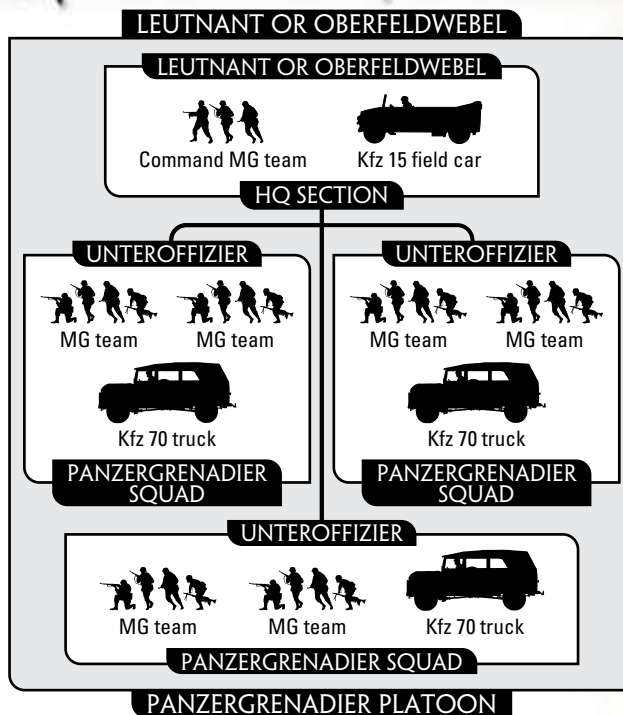 LEUTNANT OR OBERFELDWEBEL
LEUTNANT OR OBERFELDWEBEL
Command MG team
Kfz 15 field car
HQ SECTION
UNTEROFFIZIER
MG team
MG team
Kfz 70 truck
PANZERGRENADIER
SQUAD
UNTEROFFIZIER
MG team
MG team
Kfz 70 truck
PANZERGRENADIER
SQUAD
UNTEROFFIZIER
MG team
MG team
Kfz 70 truck
PANZERGRENADIER SQUAD
PANZERGRENADIER PLATOON